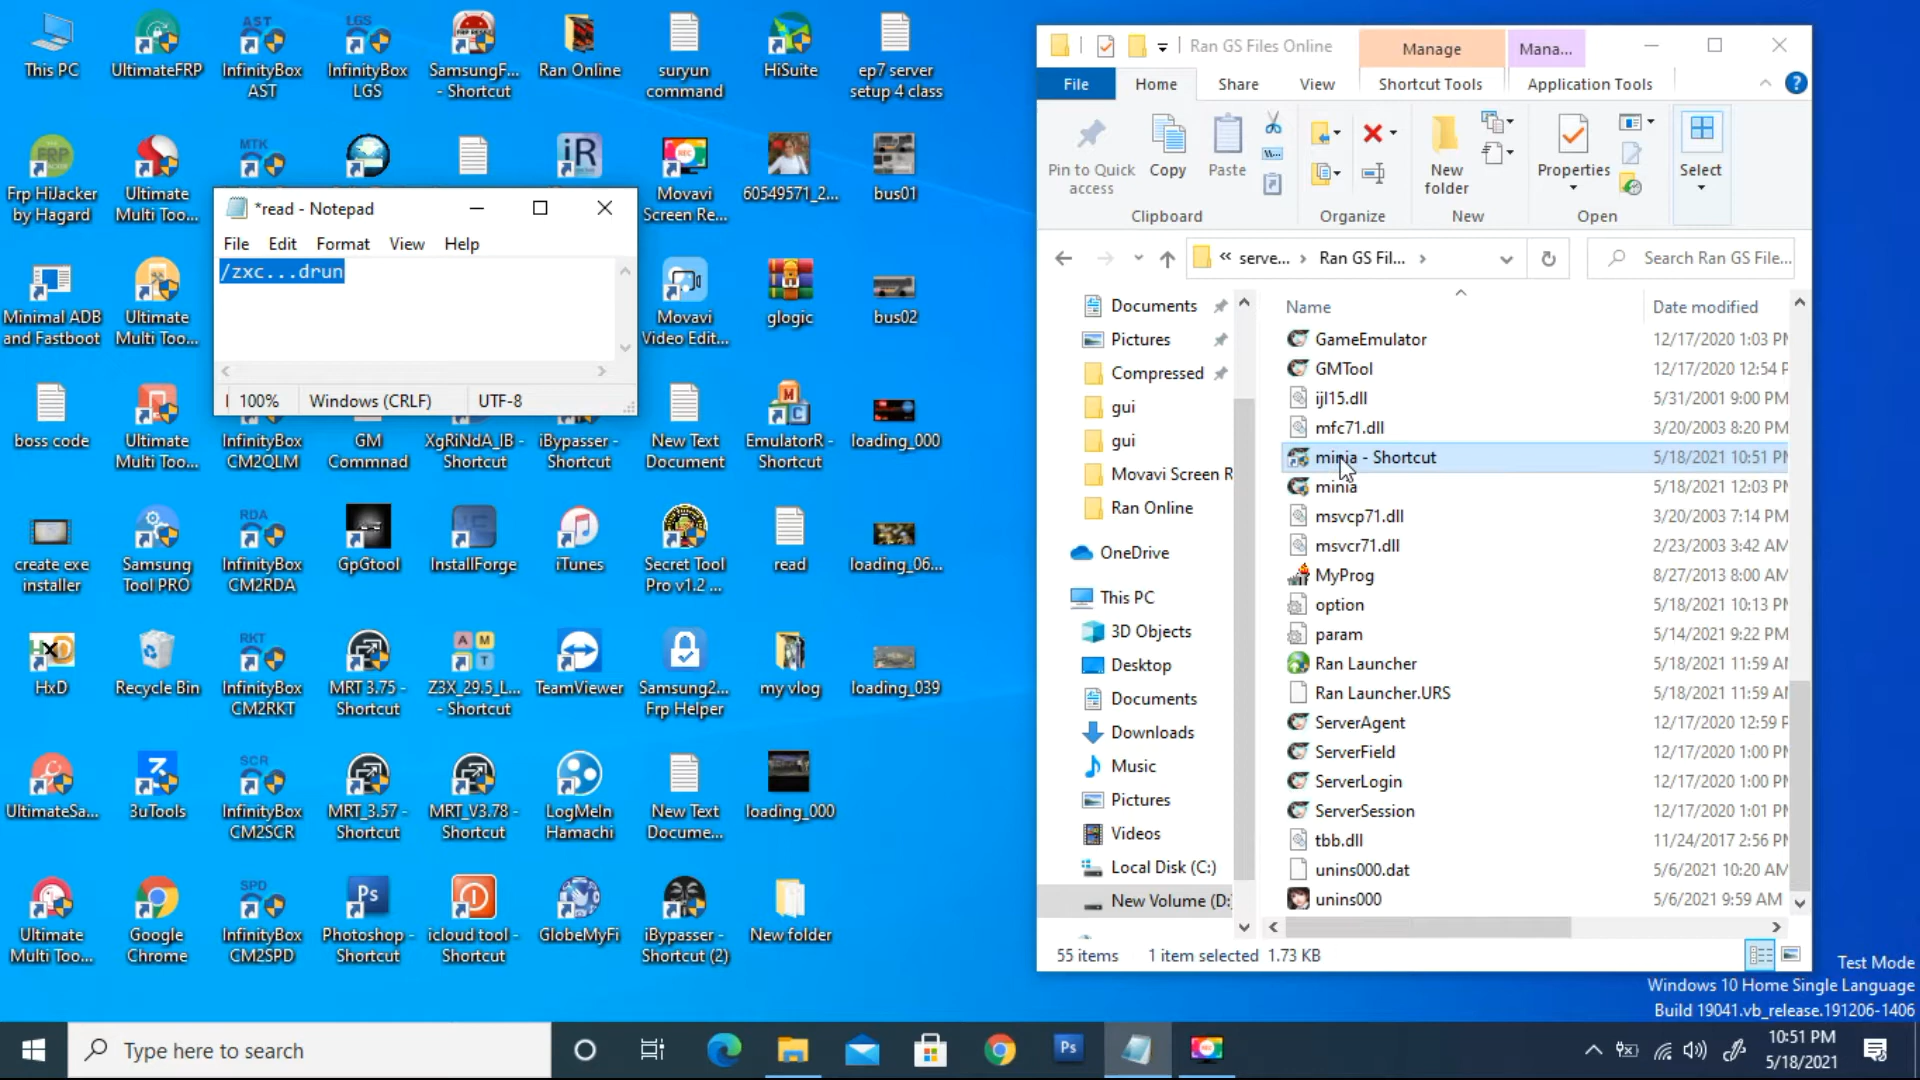 This PC
UltimateFRP
InfinityBox
AST
InfinityBox
LGS
SamsungF...
- Shortcut
Ran Online
suryun
command
HiSuite
ep7 server
setup 4 class
Frp HiJacker
by Hagard
Ultimate
Multi Too...
Movavi
Screen Re...
60549571_2...
bus01
Minimal ADB
and Fastboot
Ultimate
Multi Too...
Movavi
Video Edit...
glogic
bus02
boss code
Ultimate
Multi Too...
InfinityBox
CM2QLM
GM
Commnad
XgRiNdA_IB -
Shortcut
iBypasser -
Shortcut
New Text
Document
EmulatorR -
Shortcut
loading_000
create exe
installer
Samsung
Tool PRO
InfinityBox
CM2RDA
GpGtool
InstallForge
iTunes
Secret Tool
Pro v1.2 ...
read
loading_06...
HxD
Recycle Bin
InfinityBox
CM2RKT
MRT 3.75 -
Shortcut
Z3X_29.5_L...
- Shortcut
TeamViewer
Samsung2...
Frp Helper
my vlog
loading_039
UltimateSa...
3uTools
InfinityBox
CM2SCR
MRT_3.57 -
Shortcut
MRT_V3.78 -
Shortcut
LogMeIn
Hamachi
New Text
Docume...
loading_000
Ultimate
Multi Too...
Google
Chrome
InfinityBox
CM2SPD
Photoshop -
Shortcut
icloud tool -
Shortcut
GlobeMyFi
iBypasser -
Shortcut (2)
New folder
*read - Notepad
File Edit Format View Help
/zxc...drun
100% Windows (CRLF) UTF-8
Ran GS Files Online Manage Mana...
File Home Share View Shortcut Tools Application Tools
Pin to Quick
access
Copy
Paste
New
folder
Properties
Select
Clipboard Organize New Open
« serve... › Ran GS Fil... ›
Search Ran GS File...
Documents
Pictures
Compressed
gui
gui
Movavi Screen R
Ran Online
OneDrive
This PC
3D Objects
Desktop
Documents
Downloads
Music
Pictures
Videos
Local Disk (C:)
New Volume (D:
Name Date modified
GameEmulator 12/17/2020 1:03 PM
GMTool 12/17/2020 12:54 P
ijl15.dll 5/31/2001 9:00 PM
mfc71.dll 3/20/2003 8:20 PM
minia - Shortcut 5/18/2021 10:51 PM
minia 5/18/2021 12:03 PM
msvcp71.dll 3/20/2003 7:14 PM
msvcr71.dll 2/23/2003 3:42 AM
MyProg 8/27/2013 8:00 AM
option 5/18/2021 10:13 PM
param 5/14/2021 9:22 PM
Ran Launcher 5/18/2021 11:59 AM
Ran Launcher.URS 5/18/2021 11:59 AM
ServerAgent 12/17/2020 12:59 P
ServerField 12/17/2020 1:00 PM
ServerLogin 12/17/2020 1:00 PM
ServerSession 12/17/2020 1:01 PM
tbb.dll 11/24/2017 2:56 PM
unins000.dat 5/6/2021 10:20 AM
unins000 5/6/2021 9:59 AM
55 items 1 item selected 1.73 KB
Test Mode
Windows 10 Home Single Language
Build 19041.vb_release.191206-1406
Type here to search
10:51 PM
5/18/2021